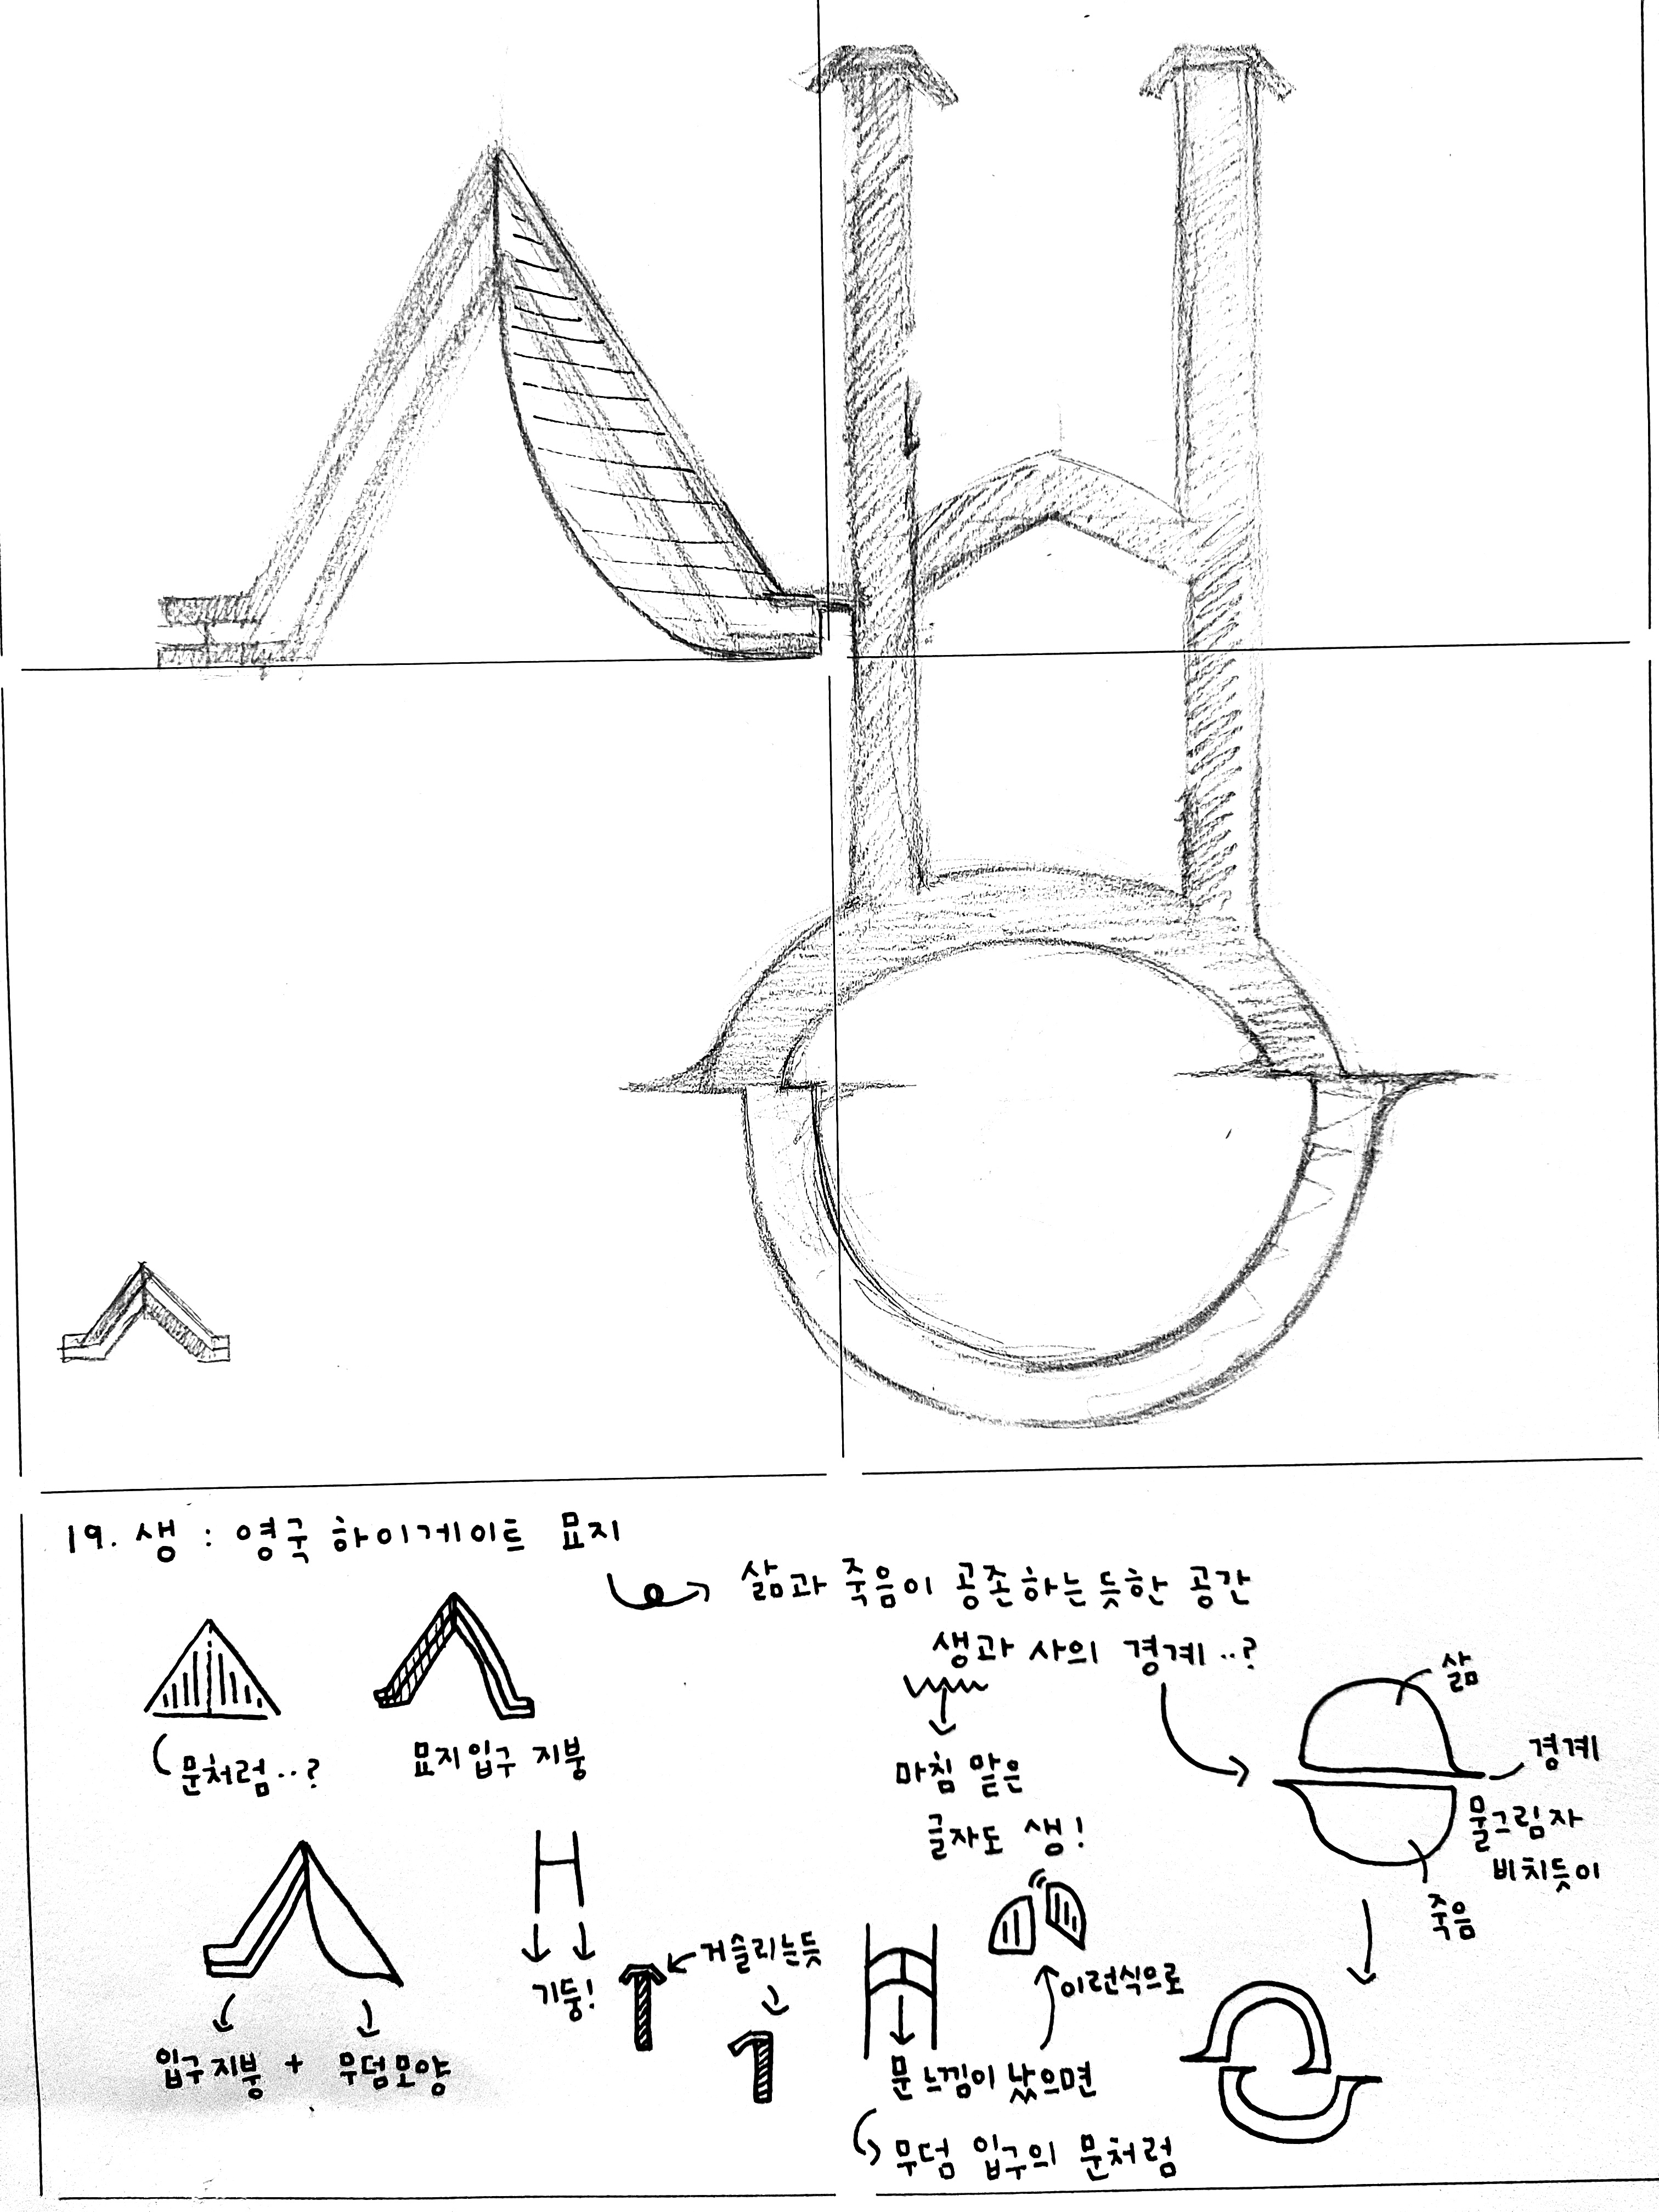 생
19. 생 : 영국 하이게이트 묘지
삶과 죽음이 공존하는 듯한 공간
생과 사의 경계..?
마침 맡은
글자도 생!
삶
경계
물그림자
비치듯이
죽음
문처럼..?
묘지입구 지붕
입구지붕 + 무덤모양
H
기둥!
거슬리는듯
이런식으로
문느낌이 났으면
무덤 입구의 문처럼